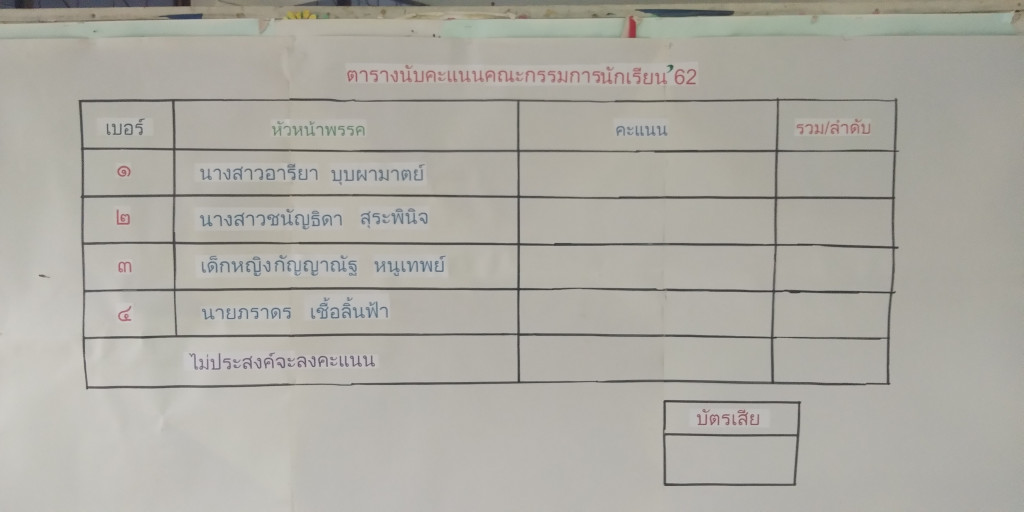 ตารางนับคะแนนคณะกรรมการนักเรียน'62
เบอร์ หัวหน้าพรรค คะแนน รวม/ลำดับ
๑ นางสาวอารียา บุบผามาตย์
๒ นางสาวชนัญธิดา สุระพินิจ
๓ เด็กหญิงกัญญาณัฐ หนูเทพย์
๔ นายภราดร เชื้อลิ้นฟ้า
ไม่ประสงค์จะลงคะแนน
บัตรเสีย